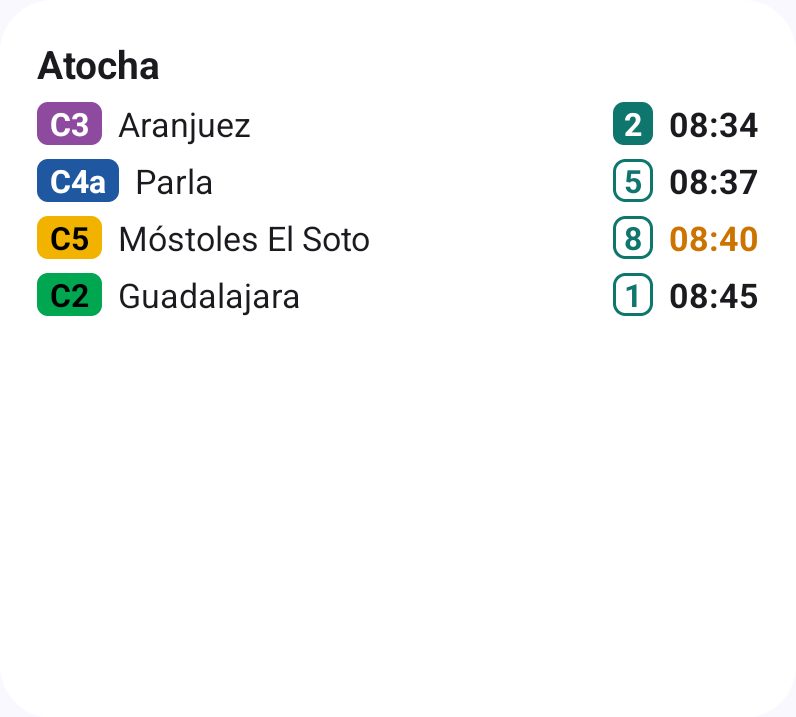 Atocha
C3 Aranjuez 2 08:34
C4a Parla 5 08:37
C5 Móstoles El Soto 8 08:40
C2 Guadalajara 1 08:45